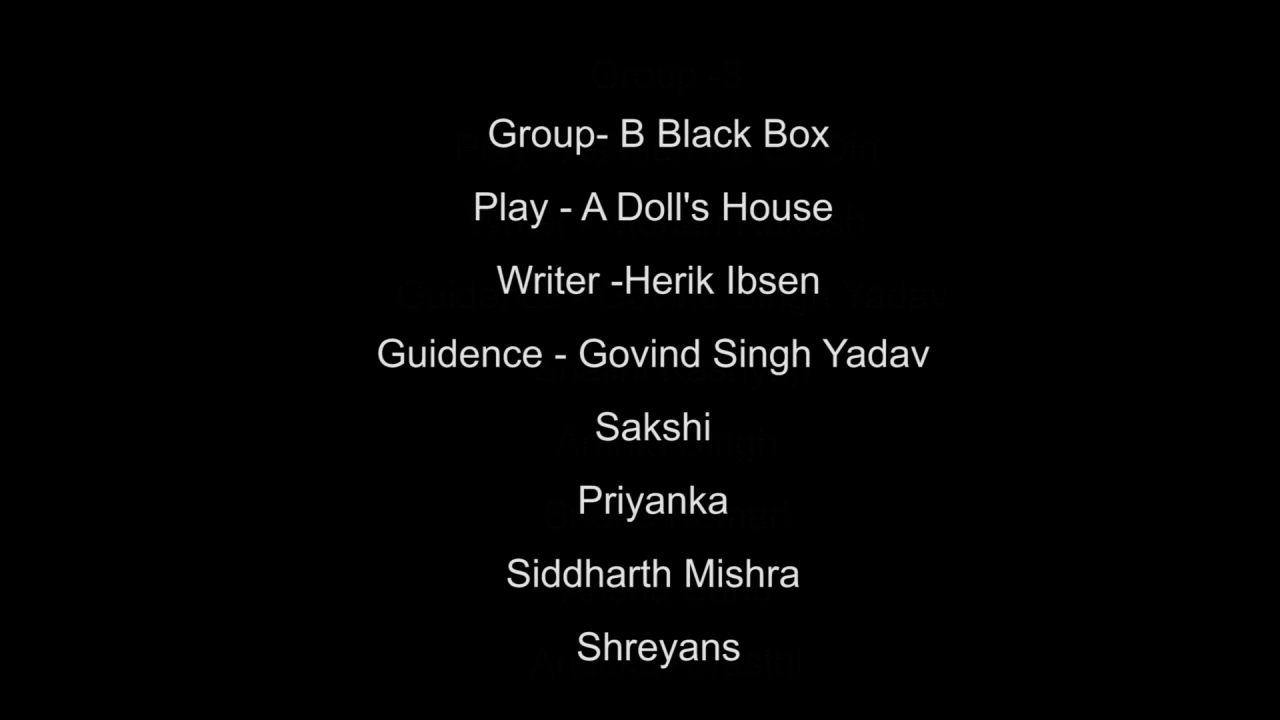 Group- B Black Box
Play - A Doll's House
Writer -Herik Ibsen
Guidence - Govind Singh Yadav
Sakshi
Priyanka
Siddharth Mishra
Shreyans